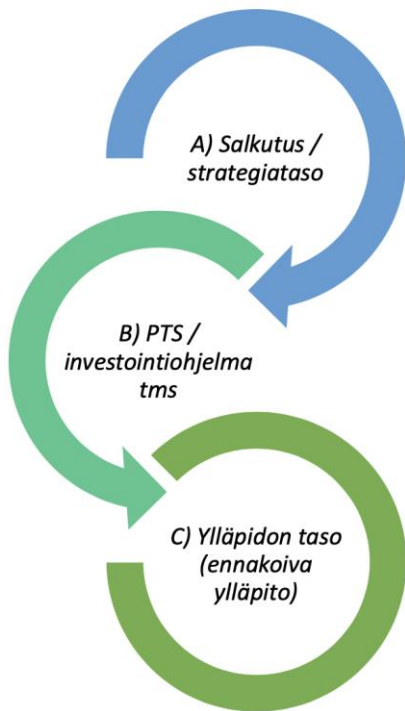 A) Salkutus /
strategiataso
B) PTS /
investointiohjelma
tms
C) Ylläpidon taso
(ennakoiva
ylläpito)